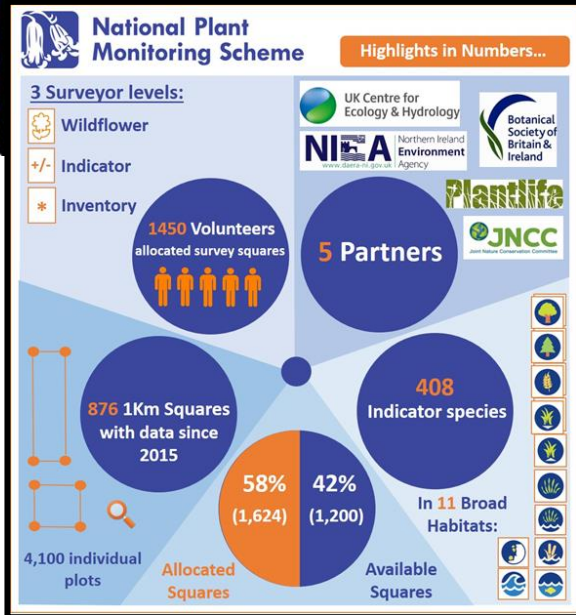 National Plant
Monitoring Scheme
Highlights in Numbers...
3 Surveyor levels:
Wildflower
+/- Indicator
* Inventory
1450 Volunteers
allocated survey squares
UK Centre for
Ecology & Hydrology
Botanical
Society of
Britain &
Ireland
NIEA
Northern Ireland
Environment
Agency
www.daera-ni.gov.uk
Plantlife
JNCC
Joint Nature Conservation Committee
5 Partners
876 1Km Squares
with data since
2015
4,100 individual
plots
408
Indicator species
In 11 Broad
Habitats:
58%
(1,624)
42%
(1,200)
Allocated
Squares
Available
Squares